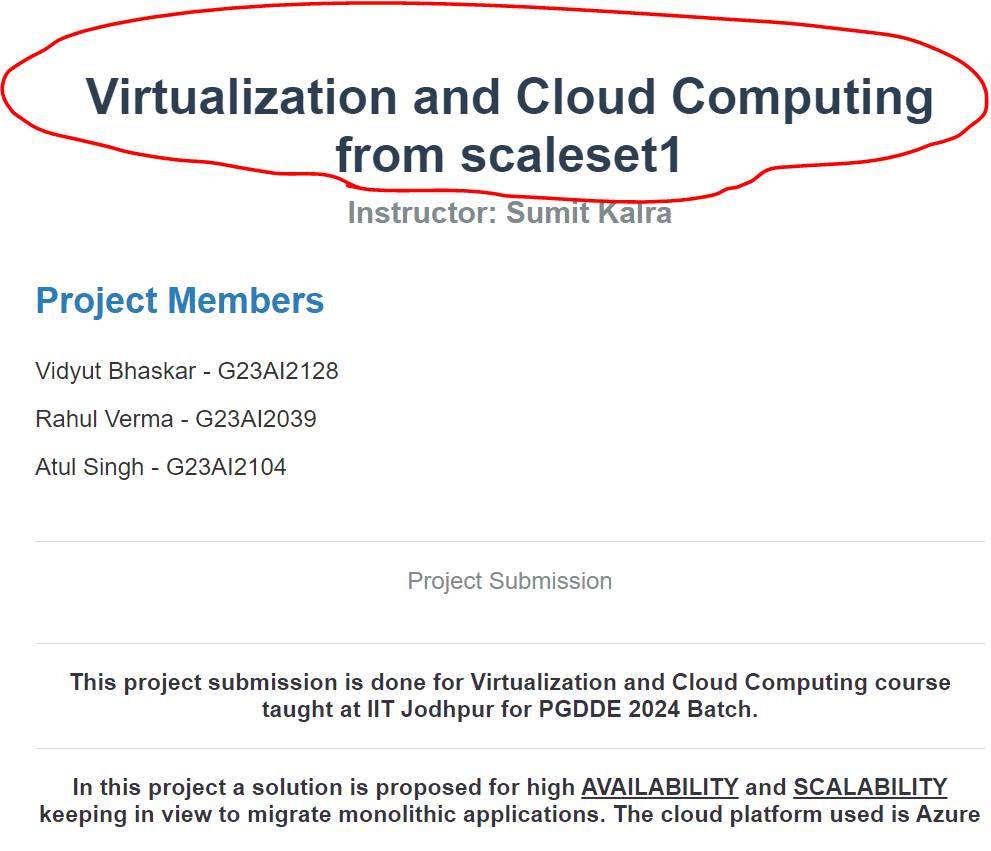 Virtualization and Cloud Computing
from scaleset1
Instructor: Sumit Kalra
Project Members
Vidyut Bhaskar - G23AI2128
Rahul Verma - G23AI2039
Atul Singh - G23AI2104
Project Submission
This project submission is done for Virtualization and Cloud Computing course
taught at IIT Jodhpur for PGDDE 2024 Batch.
In this project a solution is proposed for high AVAILABILITY and SCALABILITY
keeping in view to migrate monolithic applications. The cloud platform used is Azure